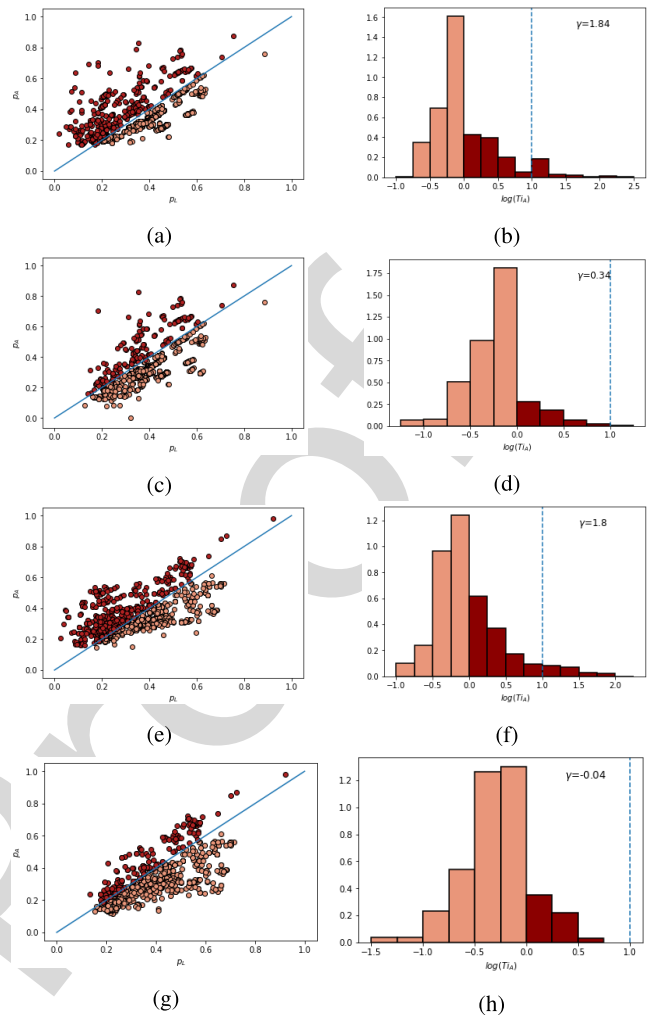 1.0
0.8
0.6
0.4
0.2
0.0
p_A
0.0 0.2 0.4 0.6 0.8 1.0
p_L
(a)
γ=1.84
1.6
1.4
1.2
1.0
0.8
0.6
0.4
0.2
0.0
-1.0 -0.5 0.0 0.5 1.0 1.5 2.0 2.5
log(Ti_A)
(b)
1.0
0.8
0.6
0.4
0.2
0.0
p_A
0.0 0.2 0.4 0.6 0.8 1.0
p_L
(c)
γ=0.34
1.75
1.50
1.25
1.00
0.75
0.50
0.25
0.00
-1.0 -0.5 0.0 0.5 1.0
log(Ti_A)
(d)
1.0
0.8
0.6
0.4
0.2
0.0
p_A
0.0 0.2 0.4 0.6 0.8 1.0
p_L
(e)
γ=1.8
1.2
1.0
0.8
0.6
0.4
0.2
0.0
-1.0 -0.5 0.0 0.5 1.0 1.5 2.0
log(Ti_A)
(f)
1.0
0.8
0.6
0.4
0.2
0.0
p_A
0.0 0.2 0.4 0.6 0.8 1.0
p_L
(g)
γ=-0.04
1.2
1.0
0.8
0.6
0.4
0.2
0.0
-1.5 -1.0 -0.5 0.0 0.5 1.0
log(Ti_A)
(h)